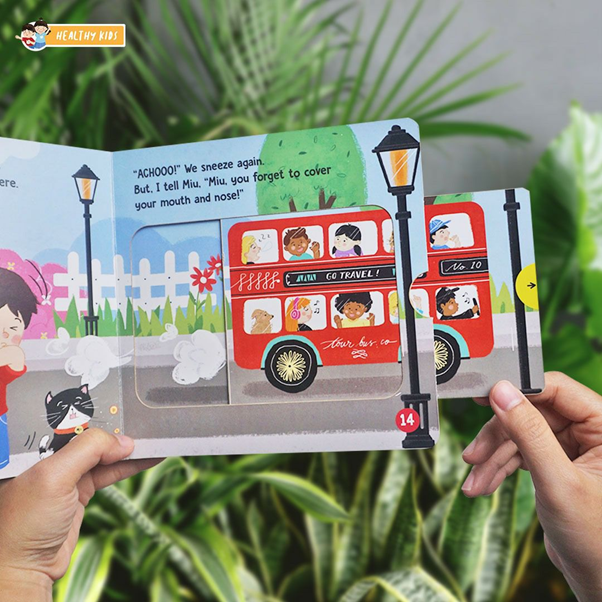 HEALTHY KIDS
ere.
"ACHOOO!" We sneeze again.
But, I tell Miu, "Miu, you forget to cover
your mouth and nose!"
GO TRAVEL!
No. 10
tour bus co
14